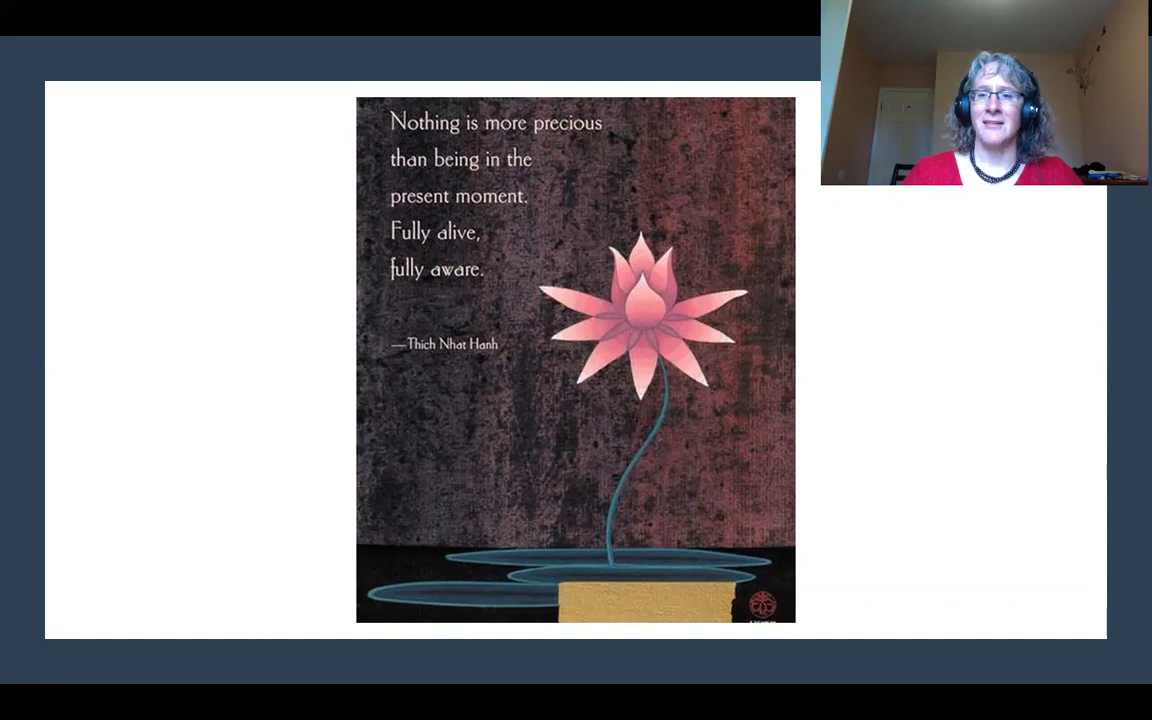 Nothing is more precious
than being in the
present moment.
Fully alive,
fully aware.
—Thich Nhat Hanh